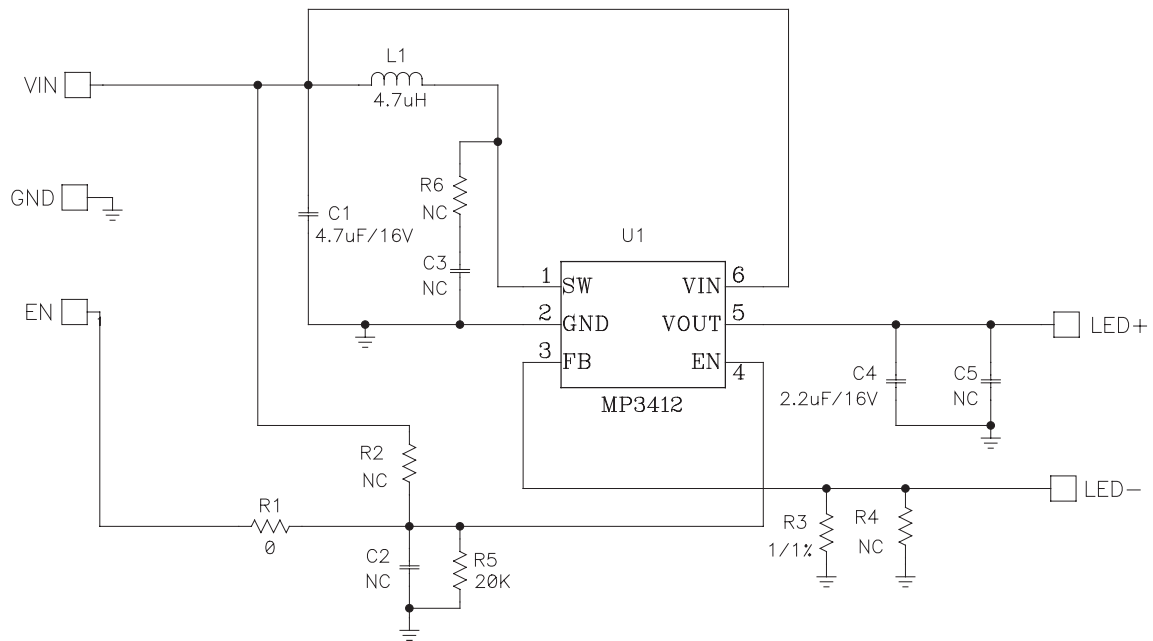 L1
VIN
4.7uH
R6
NC
GND
C1
4.7uF/16V
U1
C3
NC
1
SW
VIN
6
EN
2
GND
VOUT
5
LED+
3
FB
EN
4
C4
2.2uF/16V
C5
NC
MP3412
R2
NC
LED-
R1
0
R3
1/1%
R4
NC
C2
NC
R5
20K